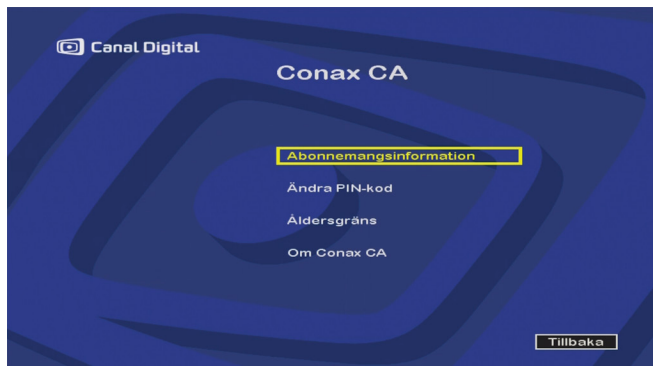 Canal Digital
Conax CA
Abonnemangsinformation
Ändra PIN-kod
Åldersgräns
Om Conax CA
Tillbaka